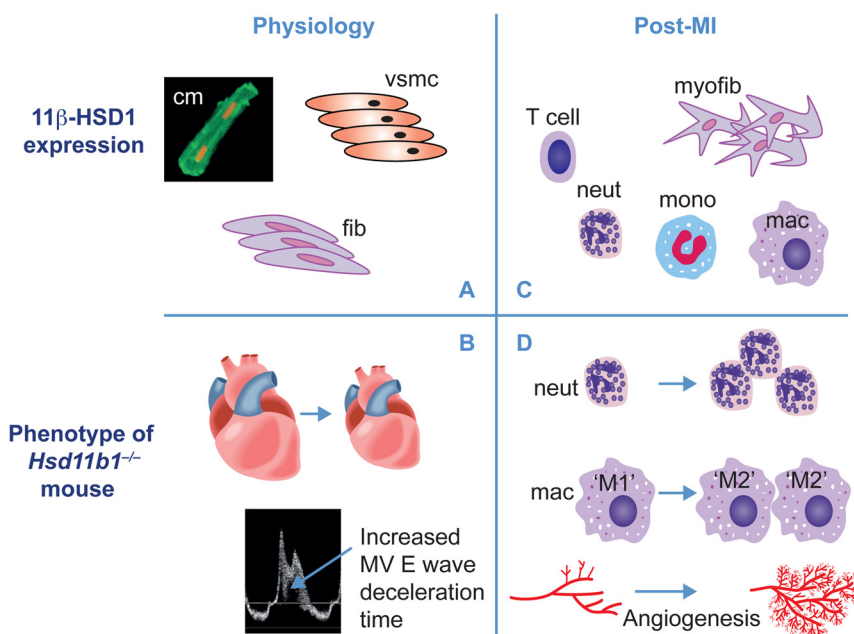 Physiology
Post-MI
11β-HSD1
expression
cm
vsmc
fib
A
T cell
myofib
neut
mono
mac
C
Phenotype of
Hsd11b1–/–
mouse
B
Increased
MV E wave
deceleration
time
D
neut
mac
‘M1’
‘M2’
‘M2’
Angiogenesis